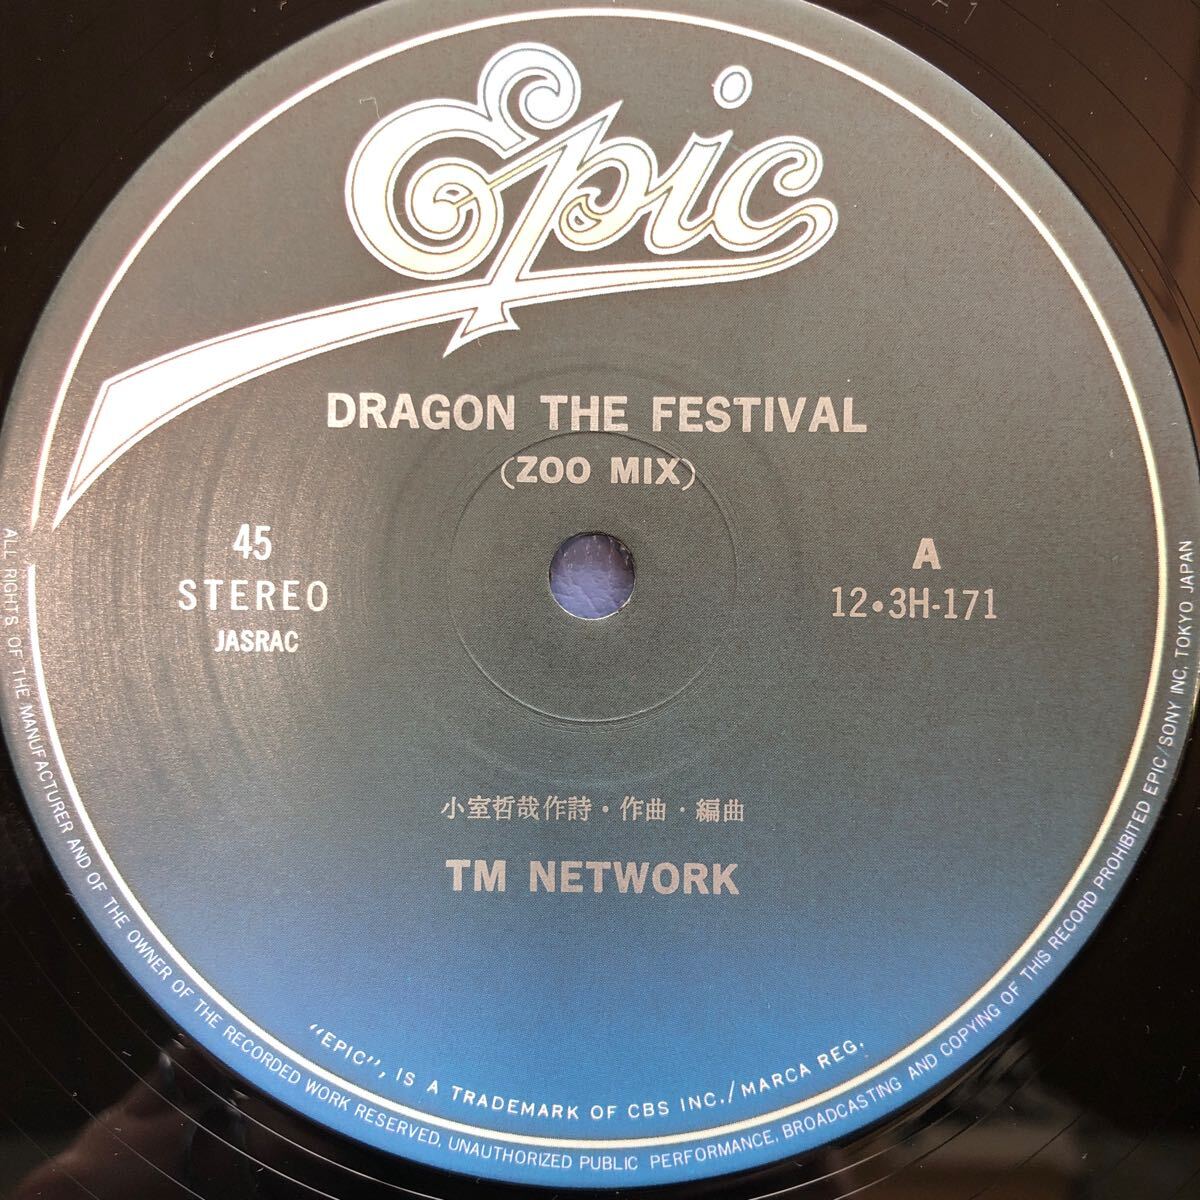 Epic
DRAGON THE FESTIVAL
(ZOO MIX)
45
STEREO
JASRAC
A
12・3H-171
小室哲哉作詩・作曲・編曲
TM NETWORK
"EPIC", IS A TRADEMARK OF CBS INC./MARCA REG.
ALL RIGHTS OF THE MANUFACTURER AND OF THE OWNER OF THE RECORDED WORK RESERVED, UNAUTHORIZED PUBLIC PERFORMANCE, BROADCASTING AND COPYING OF THIS RECORD PROHIBITED EPIC/SONY INC. TOKYO JAPAN